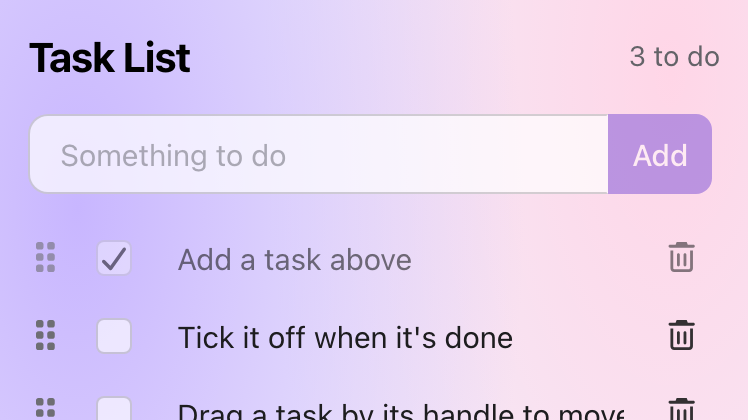 Task List
3 to do
Something to do
Add
Add a task above
Tick it off when it's done
Drag a task by its handle to move